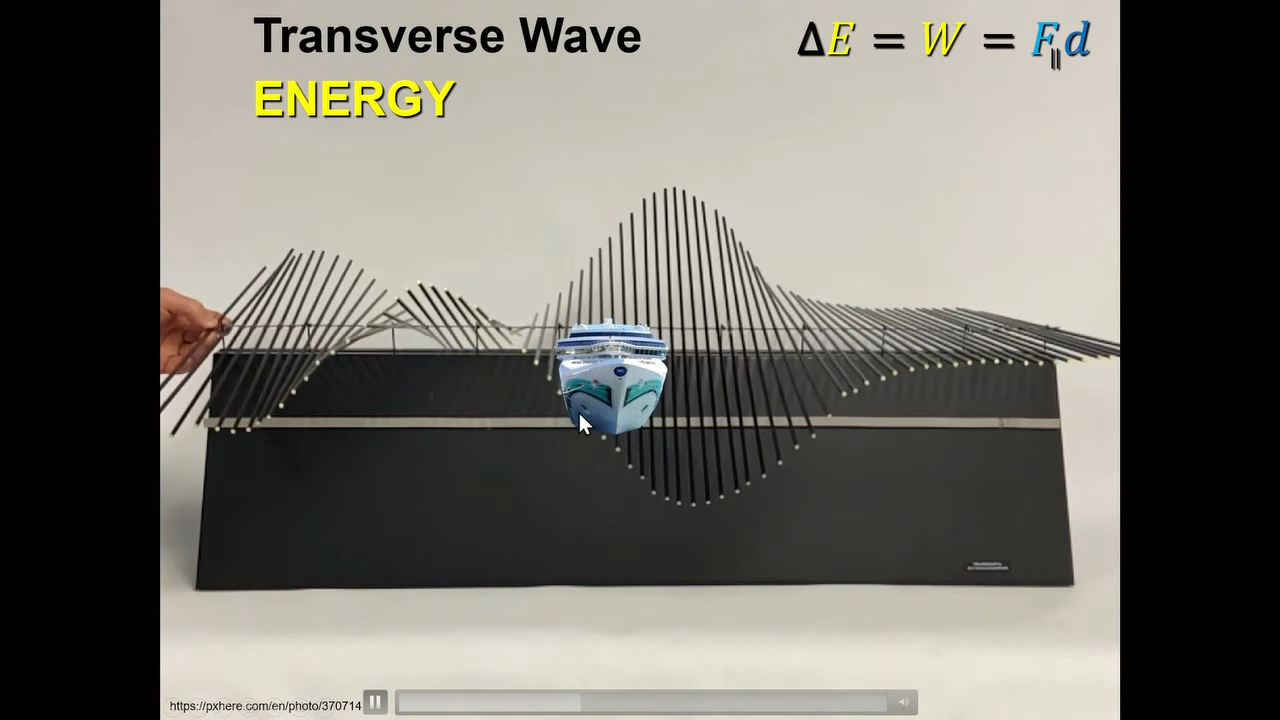 Transverse Wave
ΔE = W = F∥d
ENERGY
https://pxhere.com/en/photo/370714